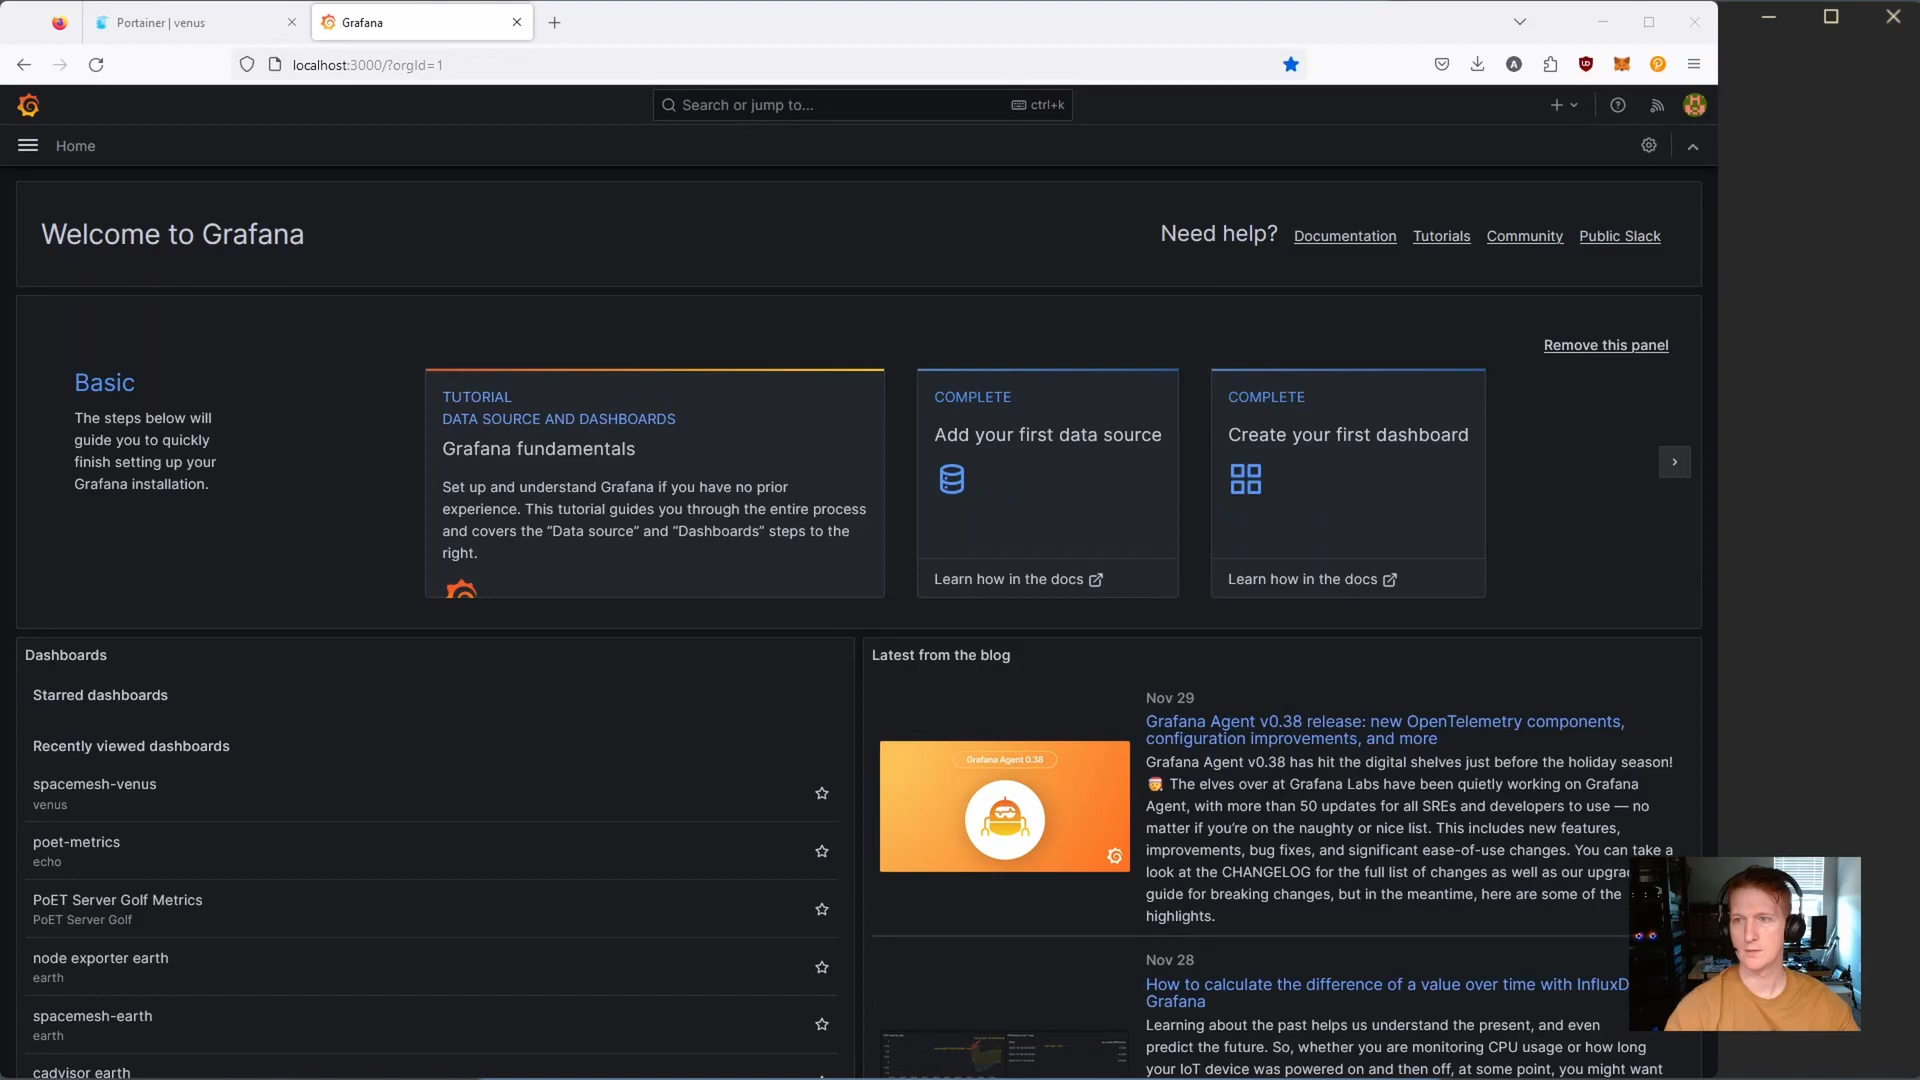 Portainer | venus
Grafana
localhost:3000/?orgId=1
Search or jump to...
ctrl+k
Home
Welcome to Grafana
Need help?
Documentation
Tutorials
Community
Public Slack
Remove this panel
Basic
The steps below will
guide you to quickly
finish setting up your
Grafana installation.
TUTORIAL
DATA SOURCE AND DASHBOARDS
Grafana fundamentals
Set up and understand Grafana if you have no prior
experience. This tutorial guides you through the entire process
and covers the “Data source” and “Dashboards” steps to the
right.
COMPLETE
Add your first data source
Learn how in the docs
COMPLETE
Create your first dashboard
Learn how in the docs
Dashboards
Starred dashboards
Recently viewed dashboards
spacemesh-venus
venus
poet-metrics
echo
PoET Server Golf Metrics
PoET Server Golf
node exporter earth
earth
spacemesh-earth
earth
cadvisor earth
Latest from the blog
Nov 29
Grafana Agent v0.38 release: new OpenTelemetry components,
configuration improvements, and more
Grafana Agent 0.38
Grafana Agent v0.38 has hit the digital shelves just before the holiday season!
The elves over at Grafana Labs have been quietly working on Grafana
Agent, with more than 50 updates for all SREs and developers to use — no
matter if you’re on the naughty or nice list. This includes new features,
improvements, bug fixes, and significant ease-of-use changes. You can take a
look at the CHANGELOG for the full list of changes as well as our upgra
guide for breaking changes, but in the meantime, here are some of the
highlights.
Nov 28
How to calculate the difference of a value over time with InfluxD
Grafana
Learning about the past helps us understand the present, and even
predict the future. So, whether you are monitoring CPU usage or how long
your IoT device was powered on and then off, at some point, you might want